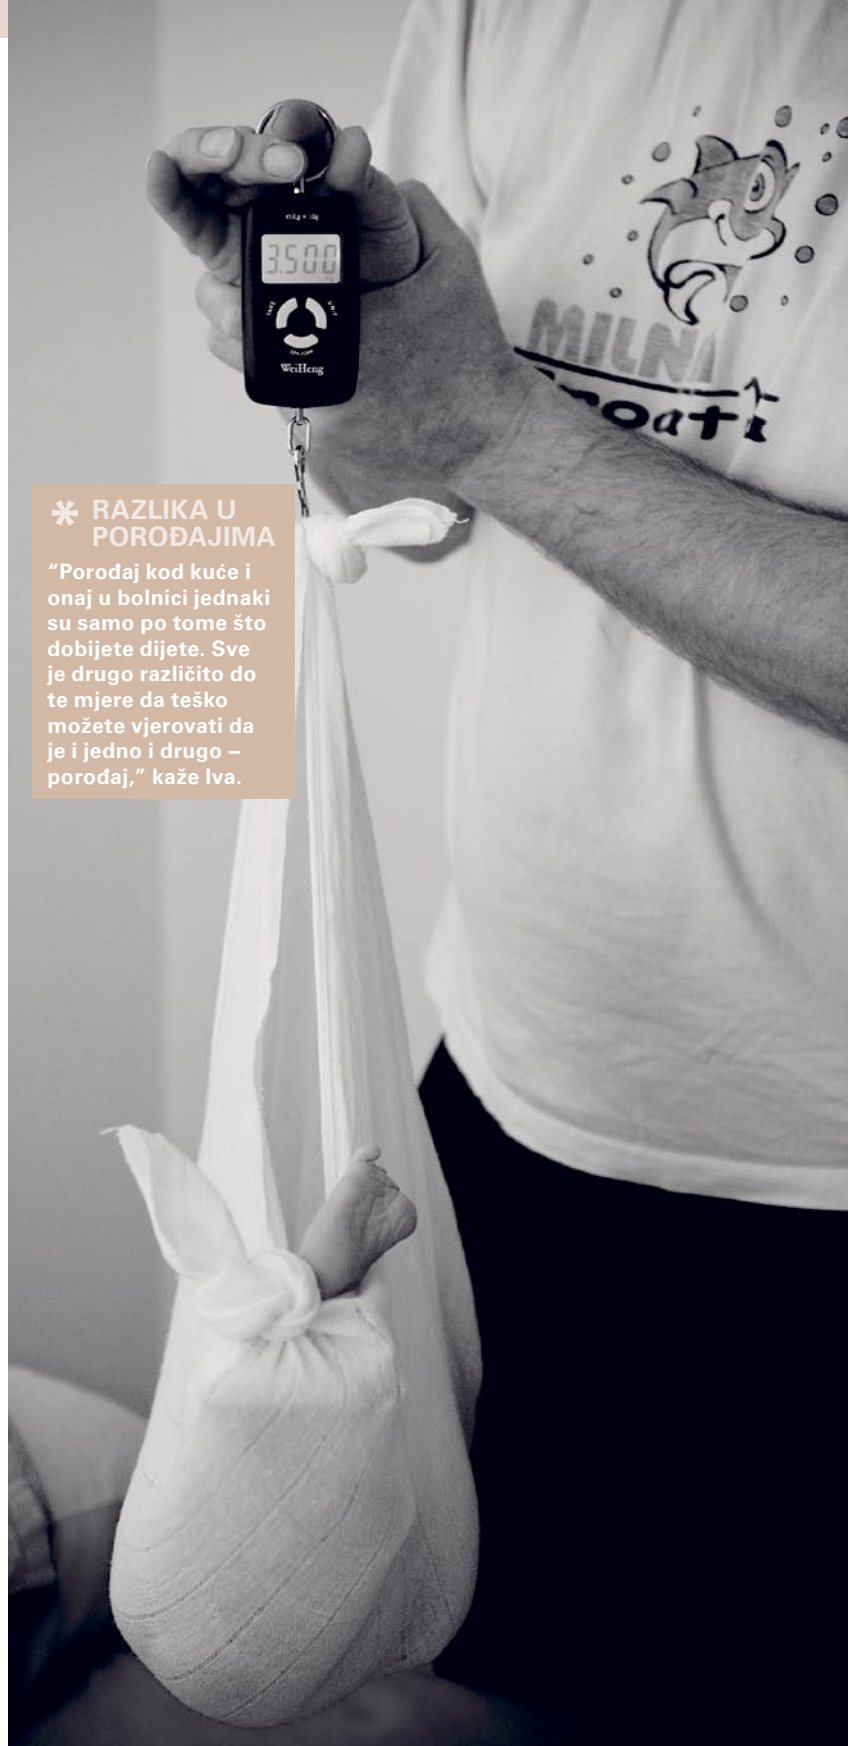 3.500
WeiHeng
MILNA
* RAZLIKA U
POROĐAJIMA
“Porođaj kod kuće i
onaj u bolnici jednaki
su samo po tome što
dobijete dijete. Sve
je drugo različito do
te mjere da teško
možete vjerovati da
je i jedno i drugo –
porođaj,” kaže Iva.